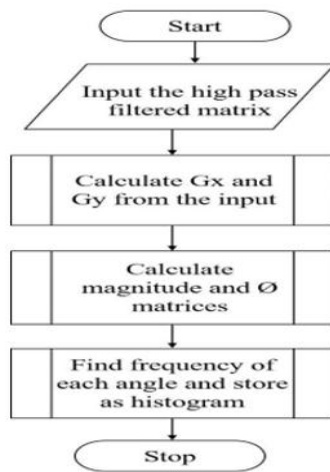 Start
Input the high pass
filtered matrix
Calculate Gx and
Gy from the input
Calculate
magnitude and Ø
matrices
Find frequency of
each angle and store
as histogram
Stop